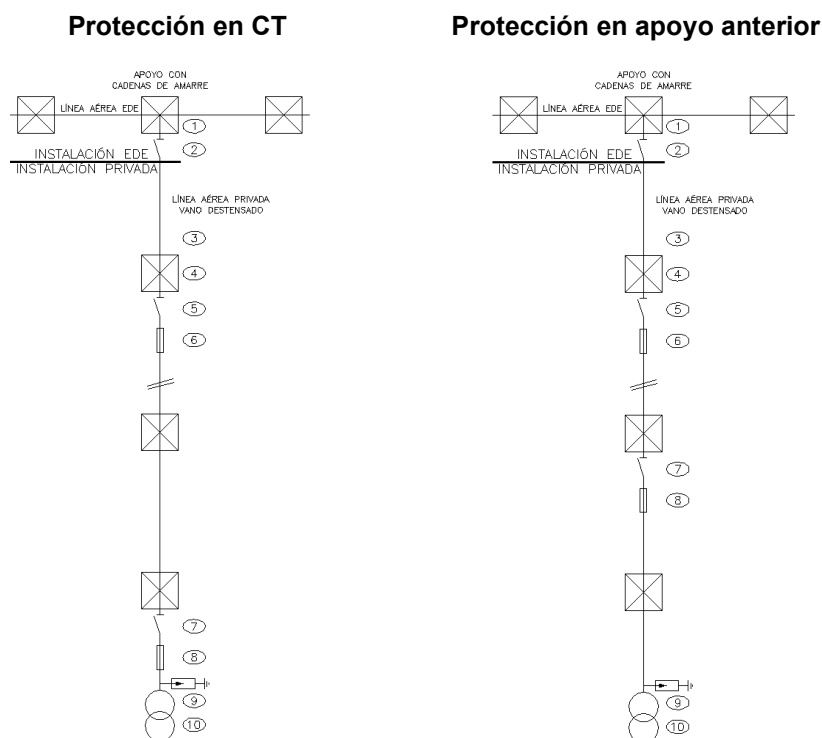 Protección en CT
APOYO CON
CADENAS DE AMARRE
LÍNEA AÉREA EDE
1
2
INSTALACIÓN EDE
INSTALACIÓN PRIVADA
LÍNEA AÉREA PRIVADA
VANO DESTENSADO
3
4
5
6
7
8
9
10
Protección en apoyo anterior
APOYO CON
CADENAS DE AMARRE
LÍNEA AÉREA EDE
1
2
INSTALACIÓN EDE
INSTALACIÓN PRIVADA
LÍNEA AÉREA PRIVADA
VANO DESTENSADO
3
4
5
6
7
8
9
10